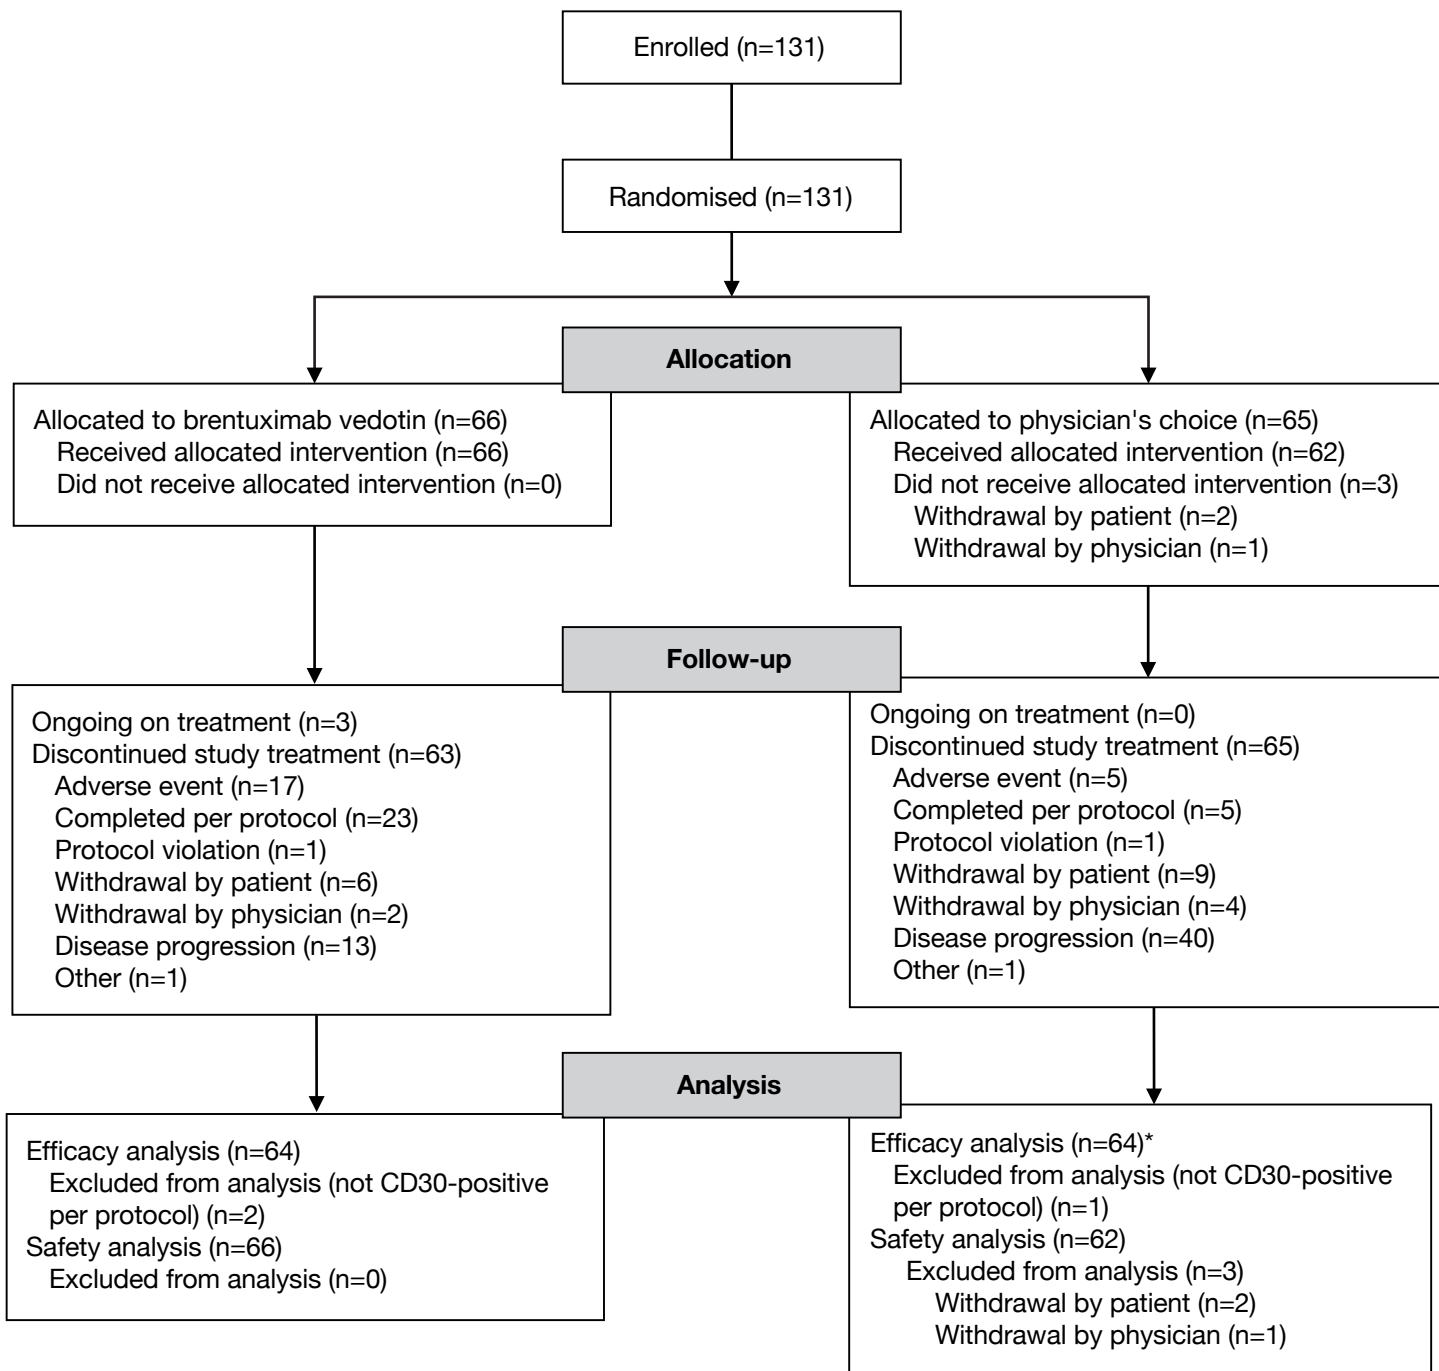 Enrolled (n=131)
Randomised (n=131)
Allocation
Allocated to brentuximab vedotin (n=66)
Received allocated intervention (n=66)
Did not receive allocated intervention (n=0)
Allocated to physician's choice (n=65)
Received allocated intervention (n=62)
Did not receive allocated intervention (n=3)
Withdrawal by patient (n=2)
Withdrawal by physician (n=1)
Follow-up
Ongoing on treatment (n=3)
Discontinued study treatment (n=63)
Adverse event (n=17)
Completed per protocol (n=23)
Protocol violation (n=1)
Withdrawal by patient (n=6)
Withdrawal by physician (n=2)
Disease progression (n=13)
Other (n=1)
Ongoing on treatment (n=0)
Discontinued study treatment (n=65)
Adverse event (n=5)
Completed per protocol (n=5)
Protocol violation (n=1)
Withdrawal by patient (n=9)
Withdrawal by physician (n=4)
Disease progression (n=40)
Other (n=1)
Analysis
Efficacy analysis (n=64)
Excluded from analysis (not CD30-positive
per protocol) (n=2)
Safety analysis (n=66)
Excluded from analysis (n=0)
Efficacy analysis (n=64)*
Excluded from analysis (not CD30-positive
per protocol) (n=1)
Safety analysis (n=62)
Excluded from analysis (n=3)
Withdrawal by patient (n=2)
Withdrawal by physician (n=1)